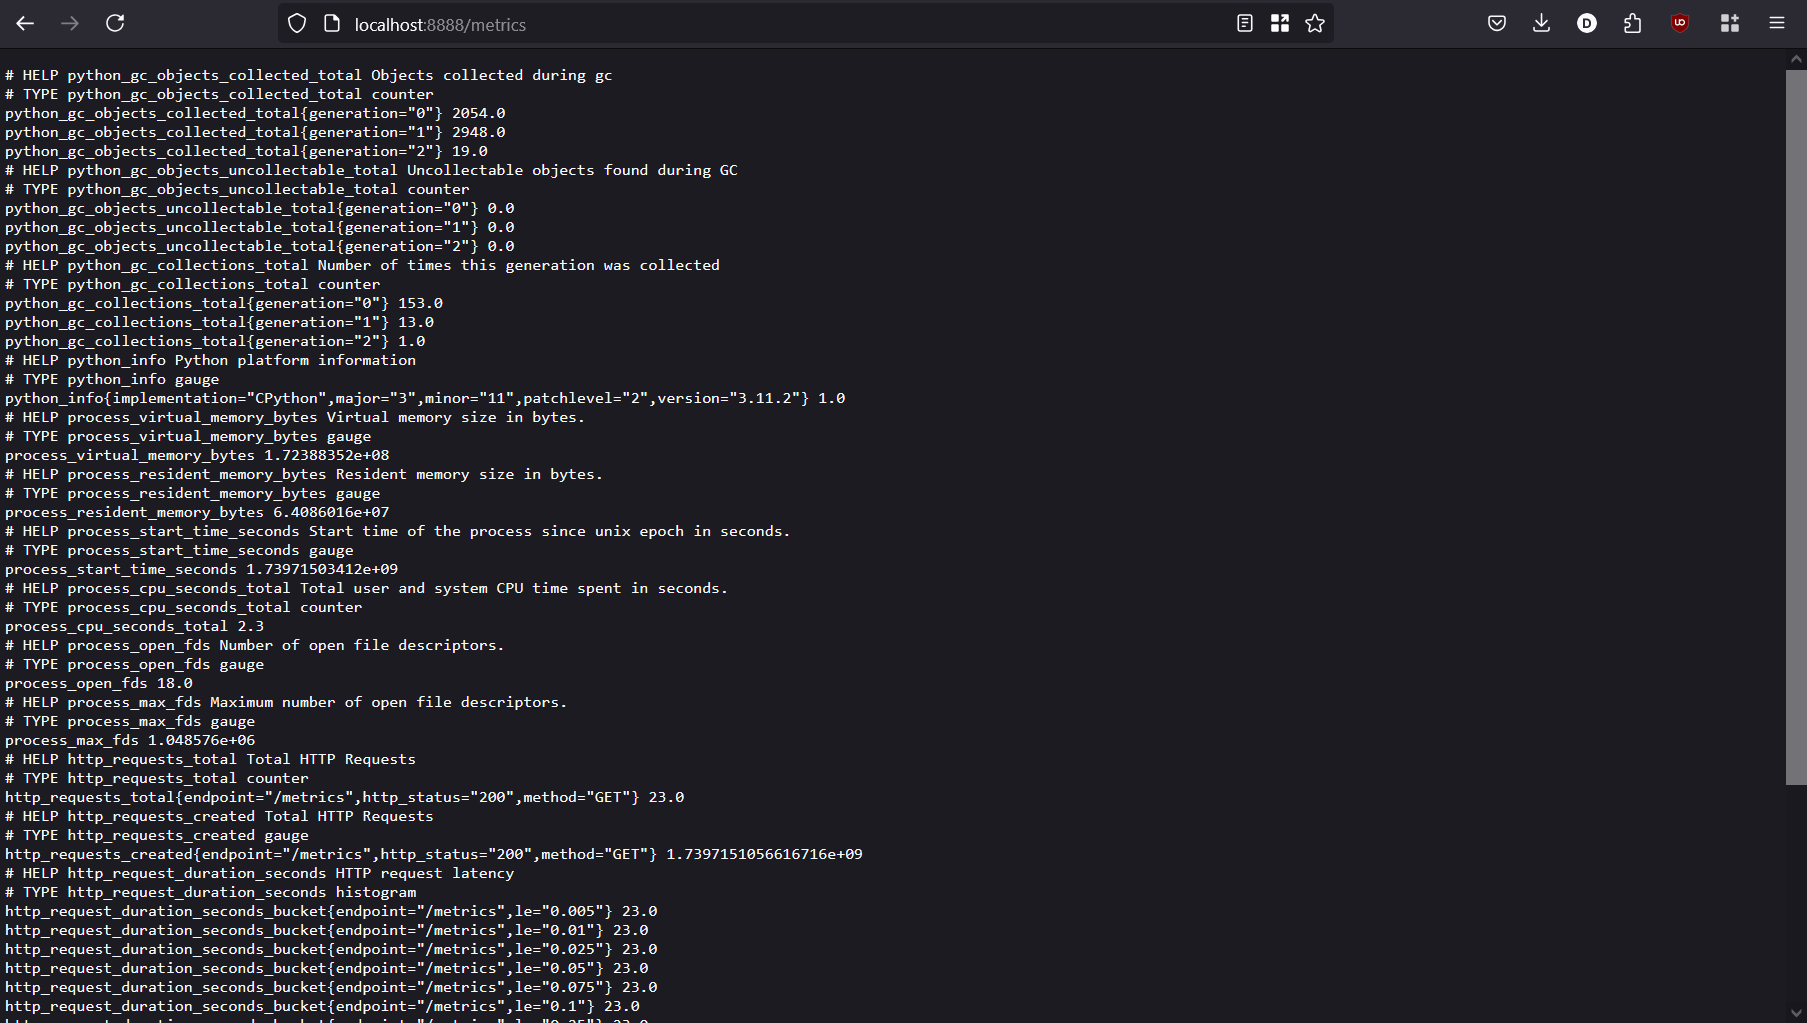 localhost:8888/metrics
# HELP python_gc_objects_collected_total Objects collected during gc
# TYPE python_gc_objects_collected_total counter
python_gc_objects_collected_total{generation="0"} 2054.0
python_gc_objects_collected_total{generation="1"} 2948.0
python_gc_objects_collected_total{generation="2"} 19.0
# HELP python_gc_objects_uncollectable_total Uncollectable objects found during GC
# TYPE python_gc_objects_uncollectable_total counter
python_gc_objects_uncollectable_total{generation="0"} 0.0
python_gc_objects_uncollectable_total{generation="1"} 0.0
python_gc_objects_uncollectable_total{generation="2"} 0.0
# HELP python_gc_collections_total Number of times this generation was collected
# TYPE python_gc_collections_total counter
python_gc_collections_total{generation="0"} 153.0
python_gc_collections_total{generation="1"} 13.0
python_gc_collections_total{generation="2"} 1.0
# HELP python_info Python platform information
# TYPE python_info gauge
python_info{implementation="CPython",major="3",minor="11",patchlevel="2",version="3.11.2"} 1.0
# HELP process_virtual_memory_bytes Virtual memory size in bytes.
# TYPE process_virtual_memory_bytes gauge
process_virtual_memory_bytes 1.72388352e+08
# HELP process_resident_memory_bytes Resident memory size in bytes.
# TYPE process_resident_memory_bytes gauge
process_resident_memory_bytes 6.4086016e+07
# HELP process_start_time_seconds Start time of the process since unix epoch in seconds.
# TYPE process_start_time_seconds gauge
process_start_time_seconds 1.73971503412e+09
# HELP process_cpu_seconds_total Total user and system CPU time spent in seconds.
# TYPE process_cpu_seconds_total counter
process_cpu_seconds_total 2.3
# HELP process_open_fds Number of open file descriptors.
# TYPE process_open_fds gauge
process_open_fds 18.0
# HELP process_max_fds Maximum number of open file descriptors.
# TYPE process_max_fds gauge
process_max_fds 1.048576e+06
# HELP http_requests_total Total HTTP Requests
# TYPE http_requests_total counter
http_requests_total{endpoint="/metrics",http_status="200",method="GET"} 23.0
# HELP http_requests_created Total HTTP Requests
# TYPE http_requests_created gauge
http_requests_created{endpoint="/metrics",http_status="200",method="GET"} 1.7397151056616716e+09
# HELP http_request_duration_seconds HTTP request latency
# TYPE http_request_duration_seconds histogram
http_request_duration_seconds_bucket{endpoint="/metrics",le="0.005"} 23.0
http_request_duration_seconds_bucket{endpoint="/metrics",le="0.01"} 23.0
http_request_duration_seconds_bucket{endpoint="/metrics",le="0.025"} 23.0
http_request_duration_seconds_bucket{endpoint="/metrics",le="0.05"} 23.0
http_request_duration_seconds_bucket{endpoint="/metrics",le="0.075"} 23.0
http_request_duration_seconds_bucket{endpoint="/metrics",le="0.1"} 23.0